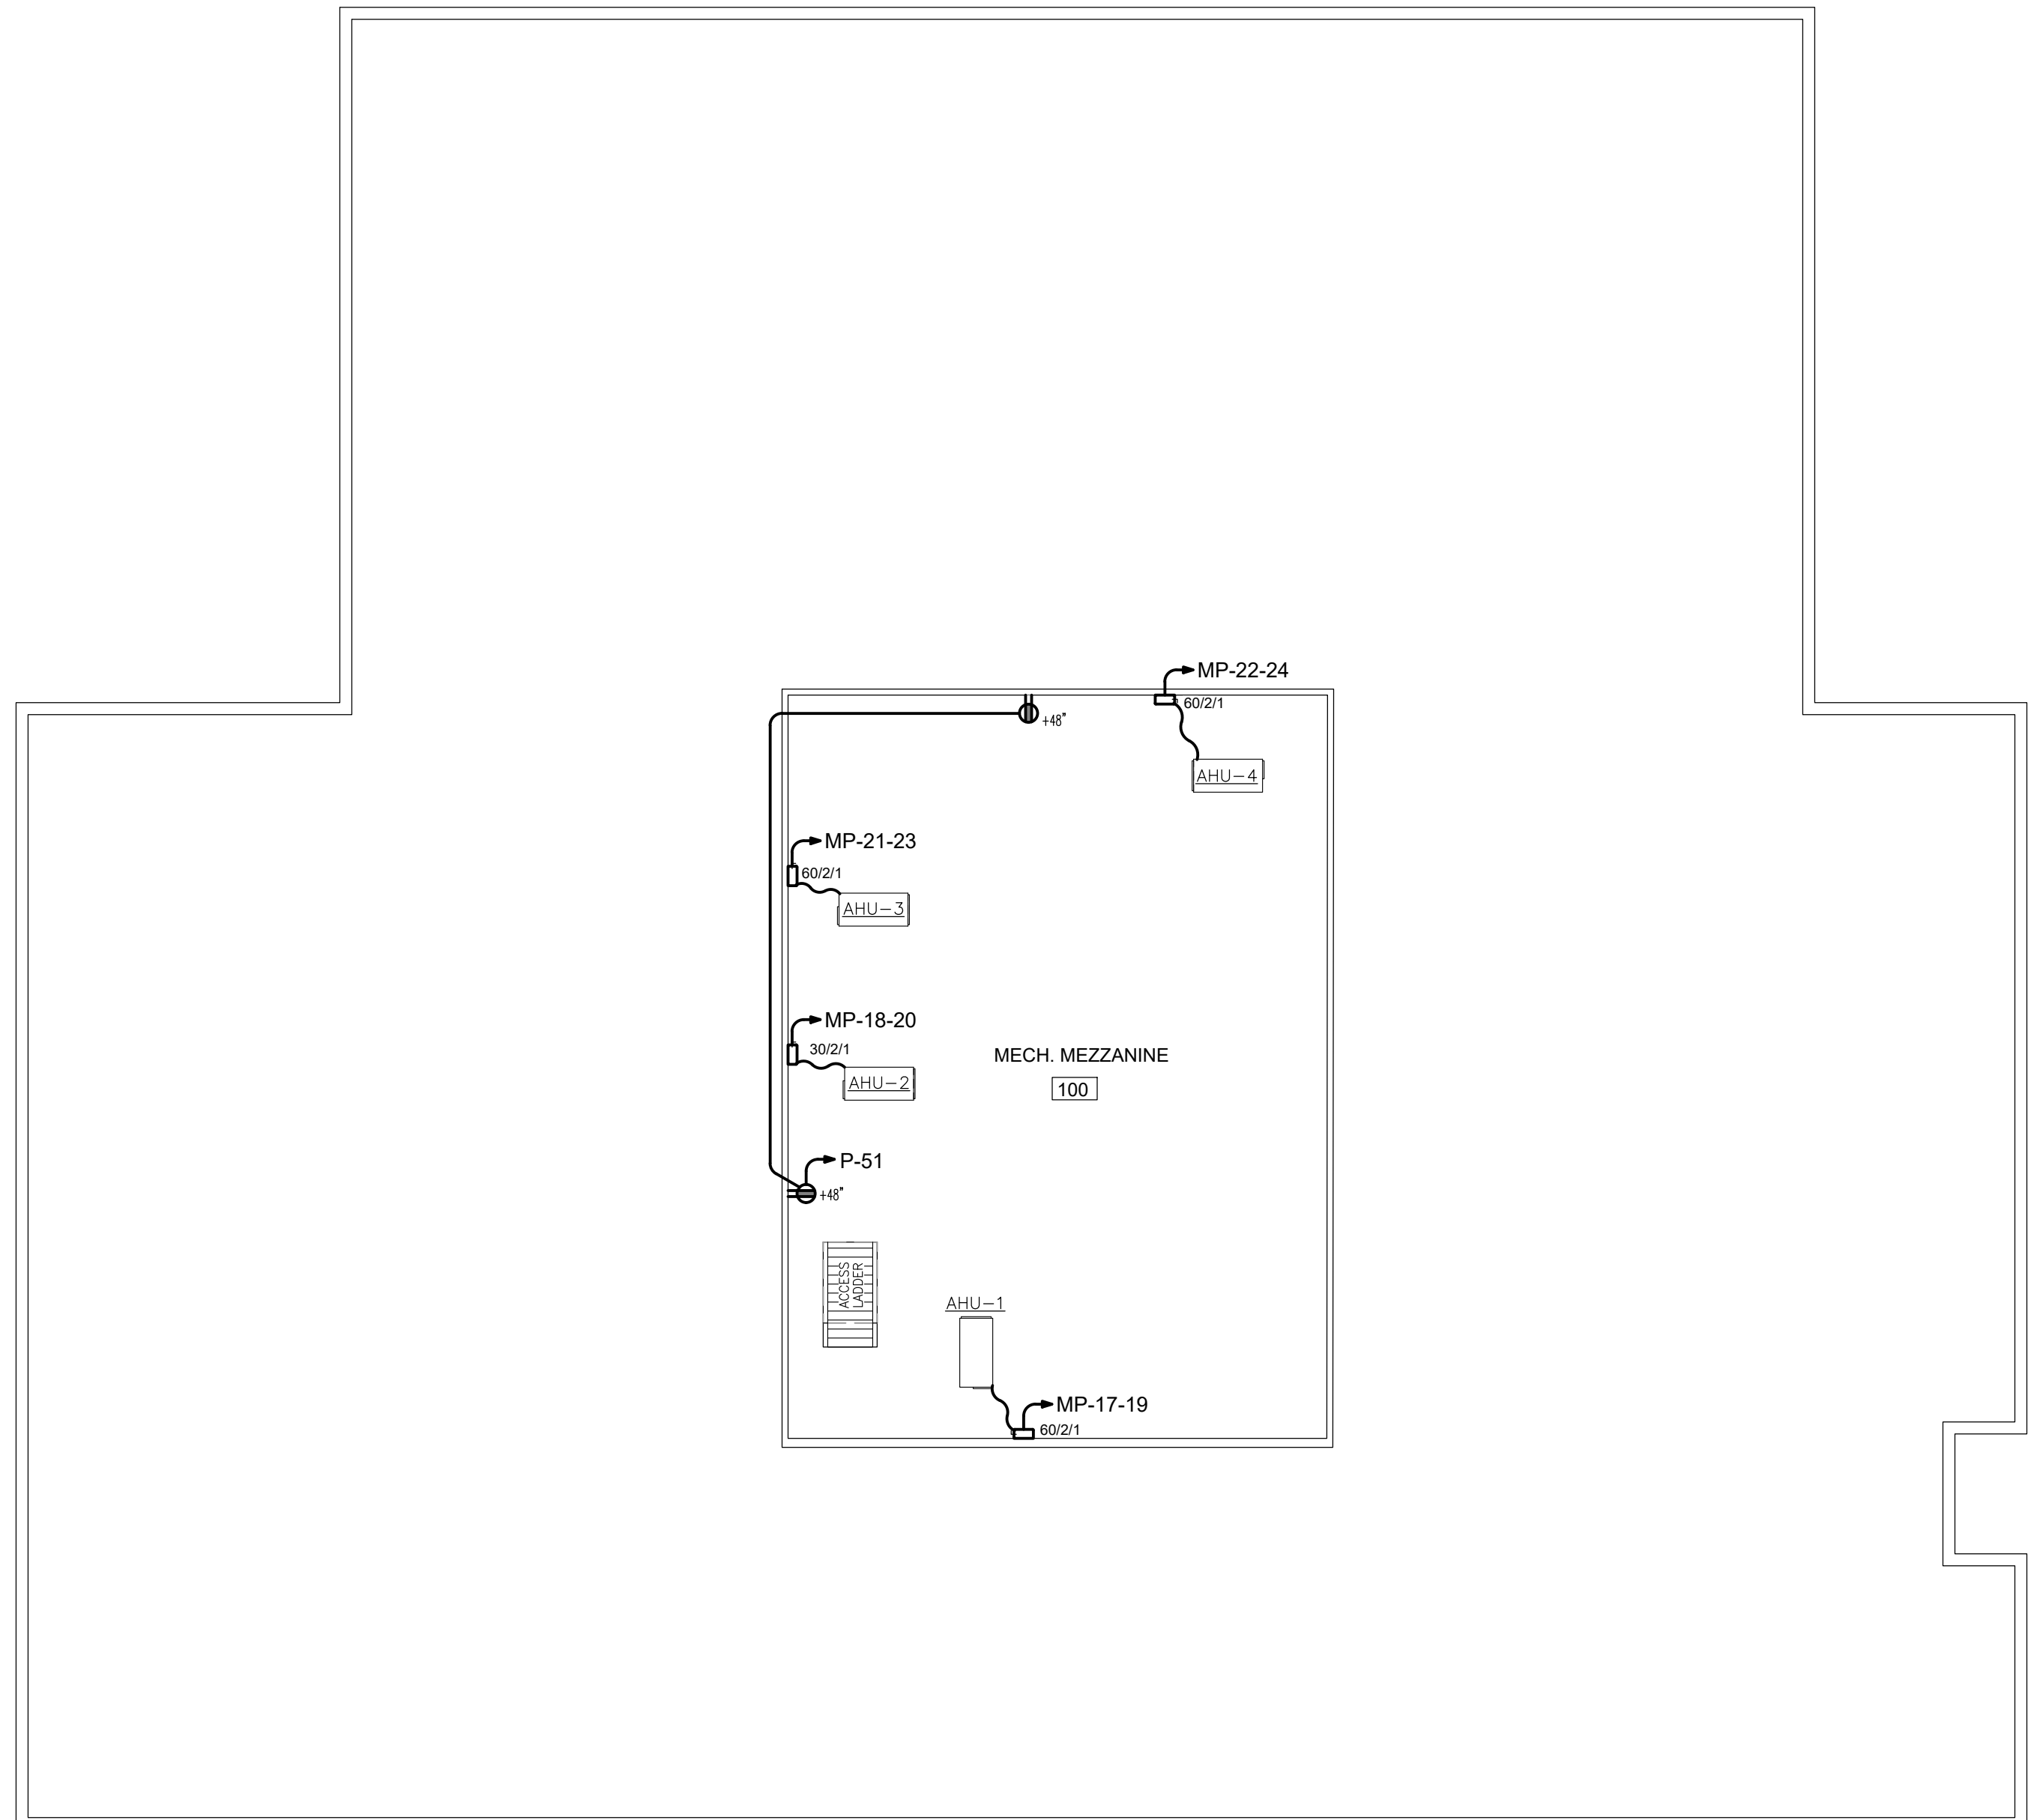 MP-22-24
60/2/1
+48"
AHU-4
MP-21-23
60/2/1
AHU-3
MP-18-20
30/2/1
AHU-2
MECH. MEZZANINE
100
P-51
+48"
ACCESS
LADDER
AHU-1
MP-17-19
60/2/1